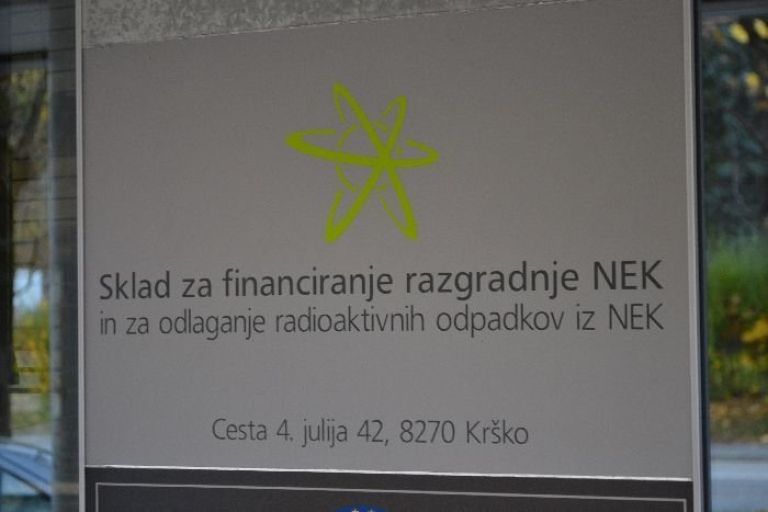 Sklad za financiranje razgradnje NEK
in za odlaganje radioaktivnih odpadkov iz NEK
Cesta 4. julija 42, 8270 Krško